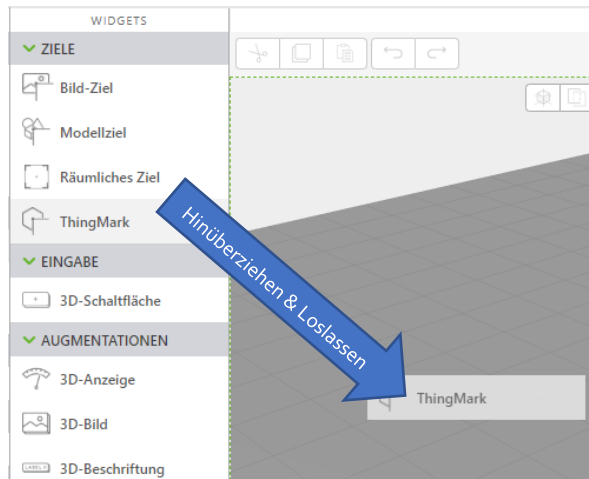 WIDGETS
ZIELE
Bild-Ziel
Modellziel
Räumliches Ziel
ThingMark
EINGABE
3D-Schaltfläche
AUGMENTATIONEN
3D-Anzeige
3D-Bild
3D-Beschriftung
Hinüberziehen & Loslassen
ThingMark